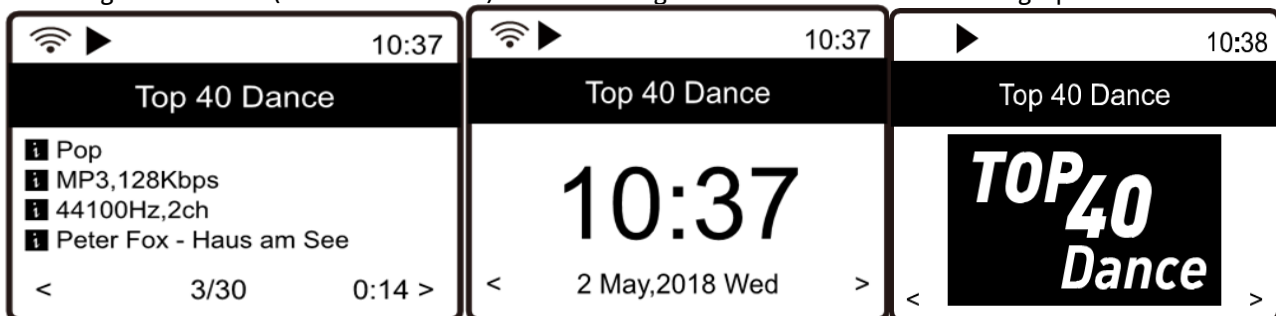 10:37
Top 40 Dance
i Pop
i MP3,128Kbps
i 44100Hz,2ch
i Peter Fox - Haus am See
< 3/30 0:14 >
10:37
Top 40 Dance
10:37
< 2 May,2018 Wed >
10:38
Top 40 Dance
TOP
40
Dance
< >